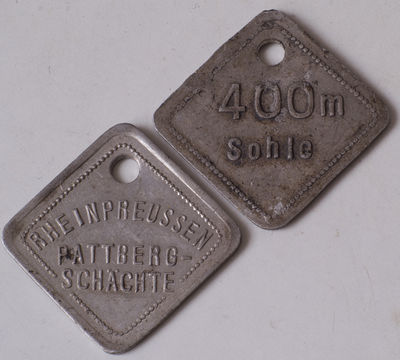 400m
Sohle
RHEINPREUSSEN
PATTBERG-
SCHÄCHTE